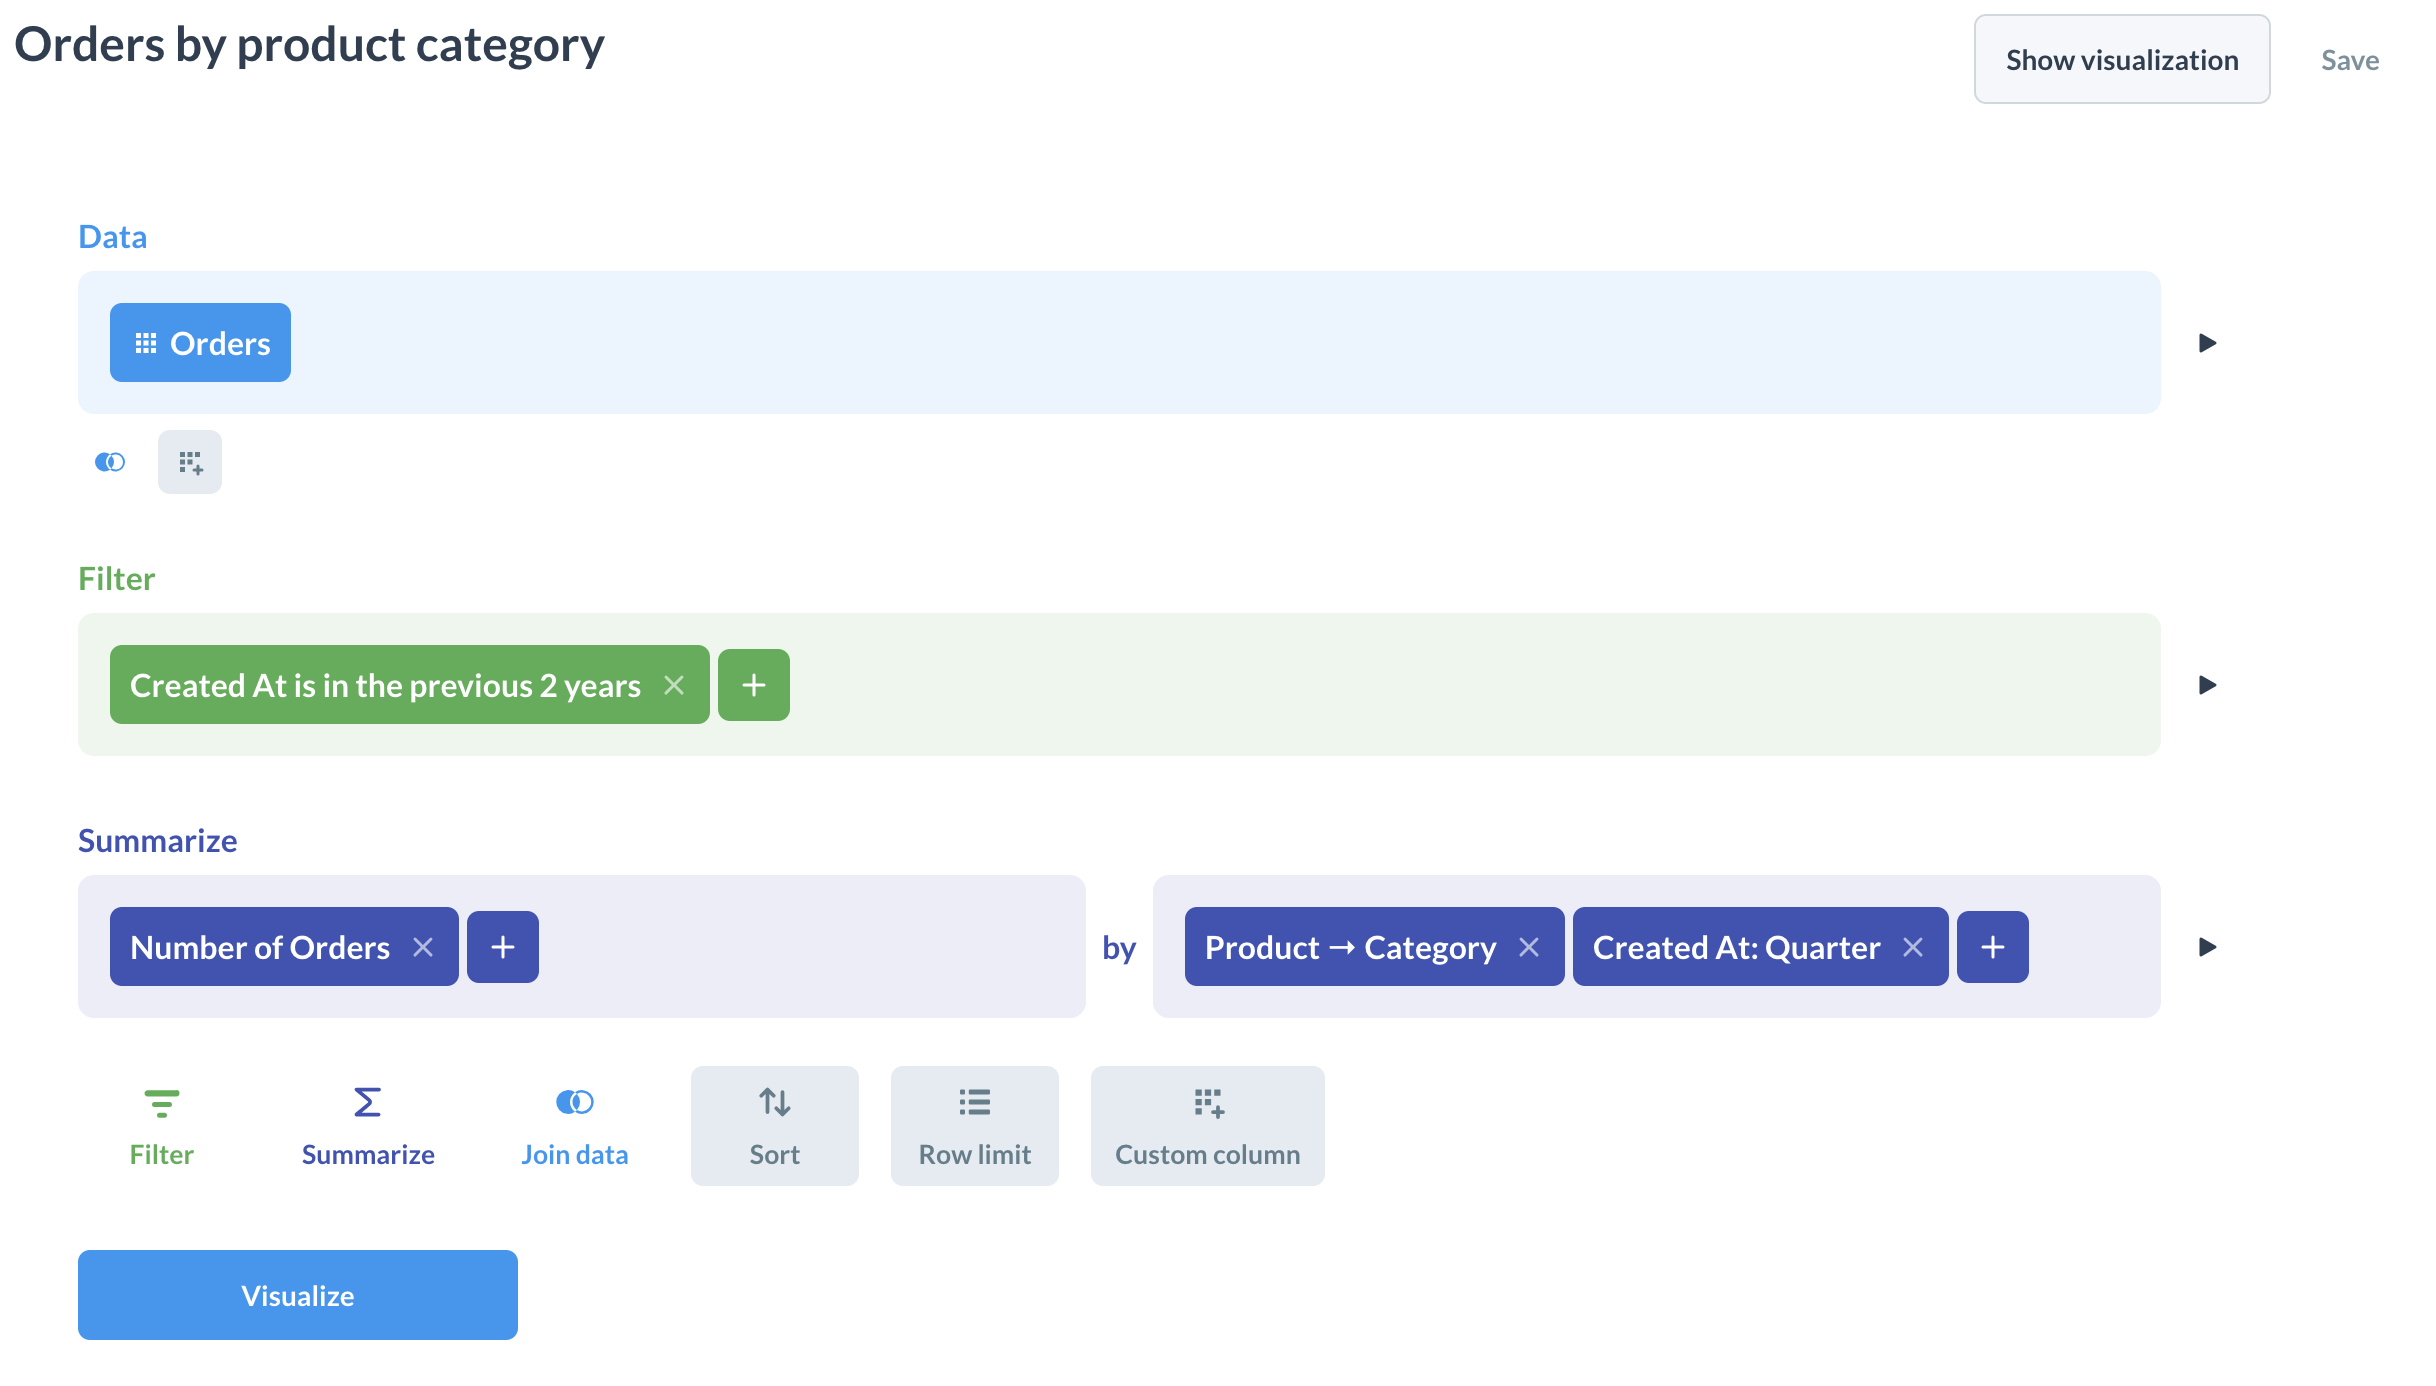 Orders by product category
Show visualization
Save
Data
Orders
Filter
Created At is in the previous 2 years
Summarize
Number of Orders
by
Product → Category
Created At: Quarter
Filter
Summarize
Join data
Sort
Row limit
Custom column
Visualize